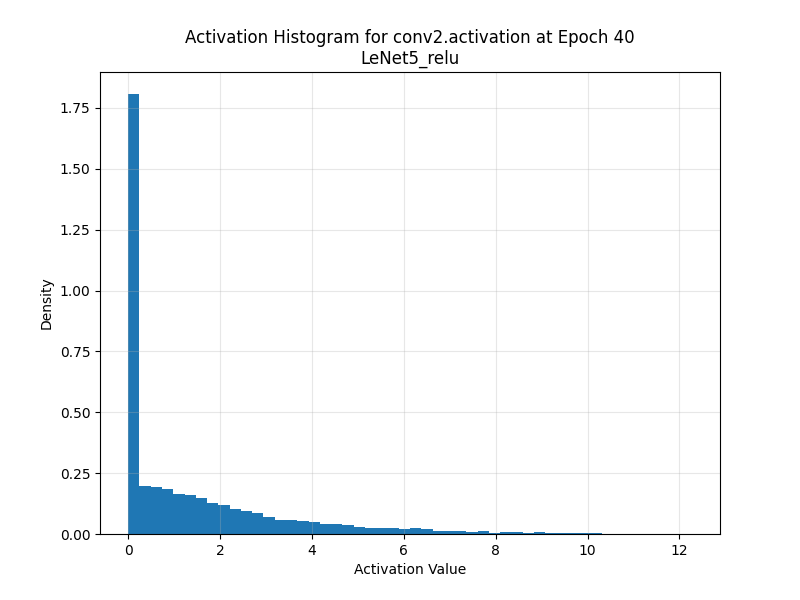 Activation Histogram for conv2.activation at Epoch 40
LeNet5_relu
1.75
1.50
1.25
1.00
0.75
0.50
0.25
0.00
Density
0 2 4 6 8 10 12
Activation Value